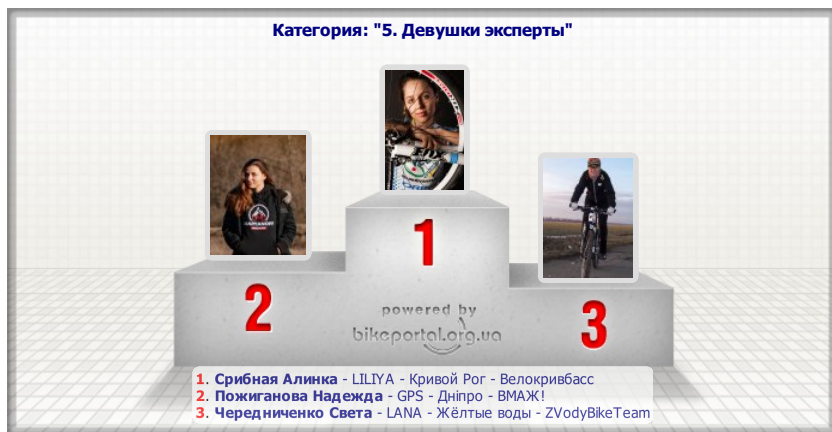 Категория: "5. Девушки эксперты"
1
2
3
powered by
bikeportal.org.ua
1. Срибная Алинка - LILIYA - Кривой Рог - Велокривбасс
2. Пожиганова Надежда - GPS - Дніпро - ВМАЖ!
3. Чередниченко Света - LANA - Жёлтые воды - ZVodyBikeTeam